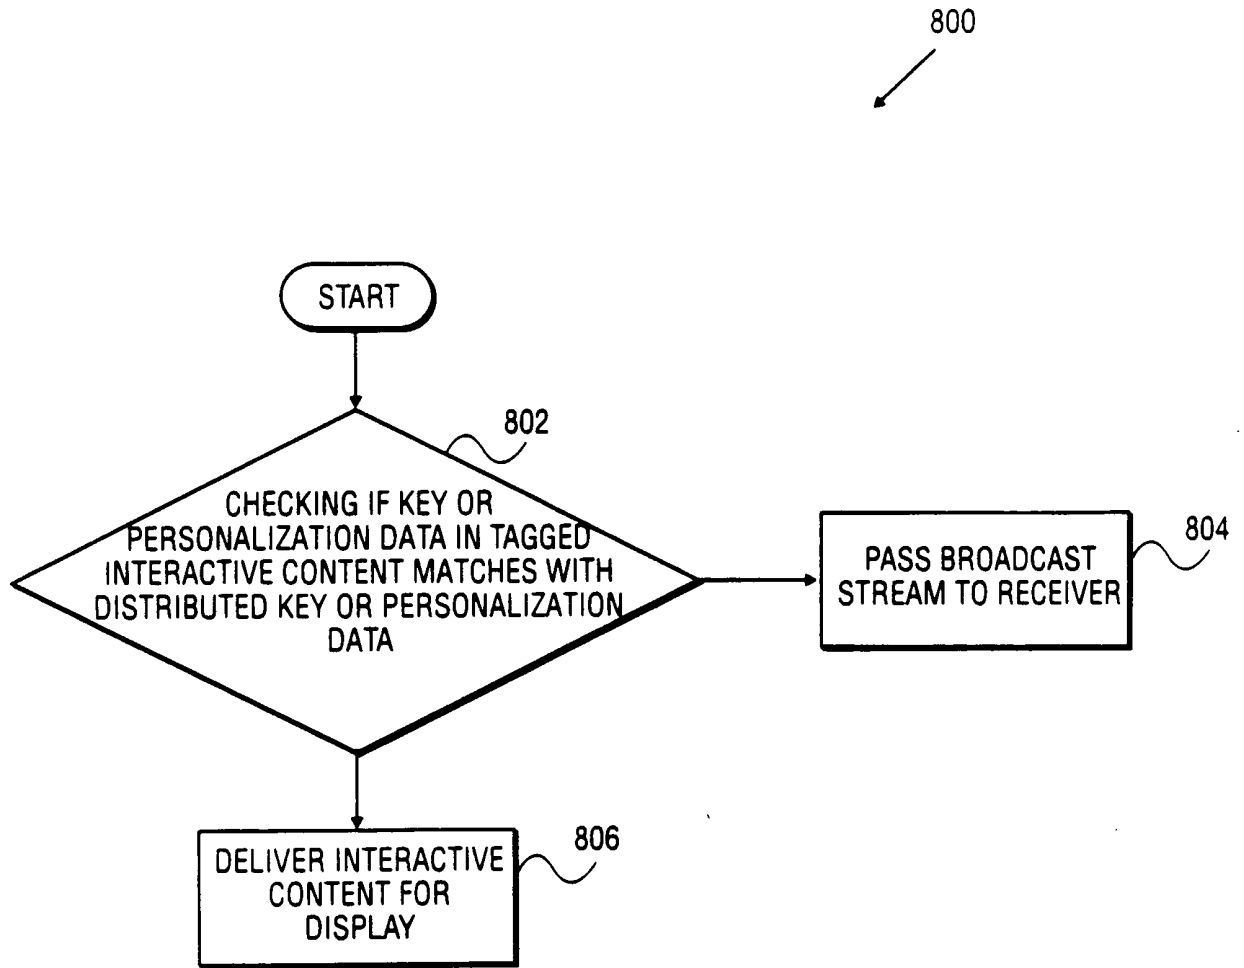 800
START
802
CHECKING IF KEY OR
PERSONALIZATION DATA IN TAGGED
INTERACTIVE CONTENT MATCHES WITH
DISTRIBUTED KEY OR PERSONALIZATION
DATA
804
PASS BROADCAST
STREAM TO RECEIVER
806
DELIVER INTERACTIVE
CONTENT FOR
DISPLAY